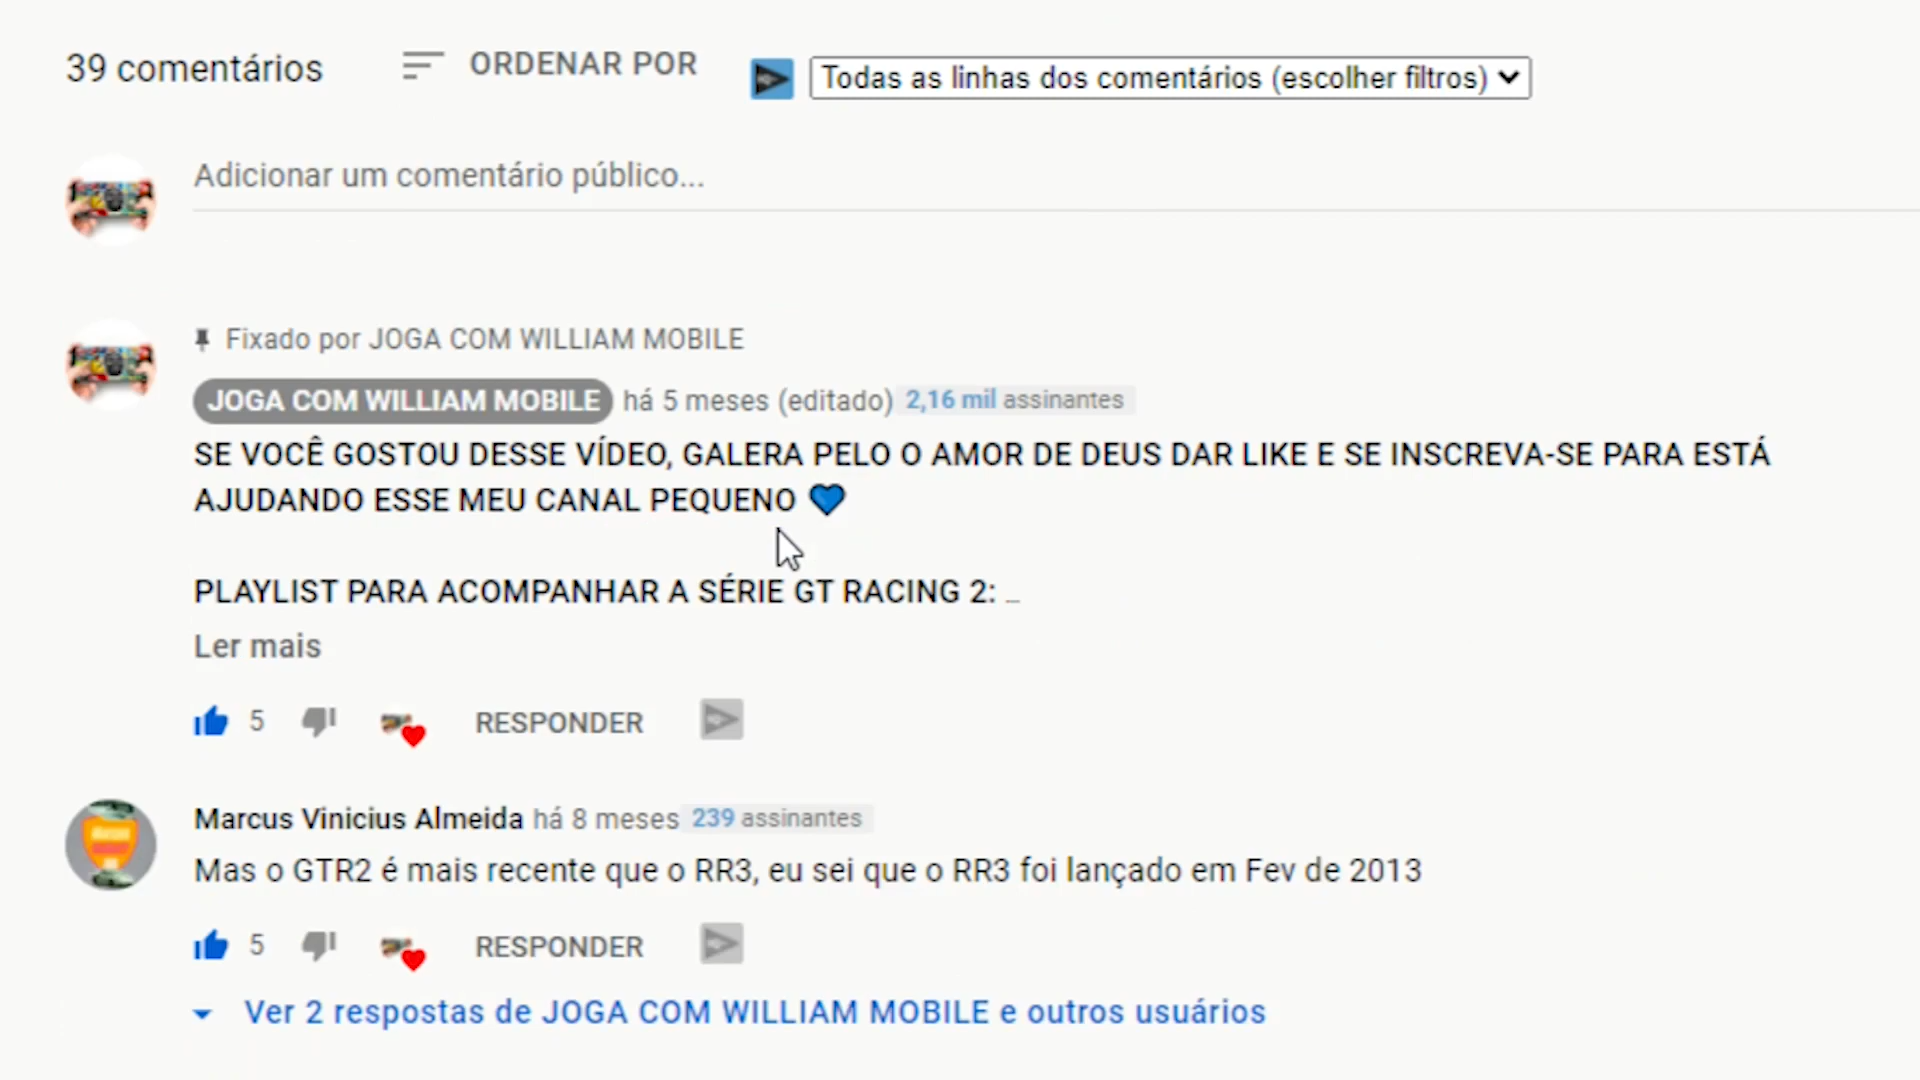 39 comentários
ORDENAR POR
Todas as linhas dos comentários (escolher filtros)
Adicionar um comentário público...
Fixado por JOGA COM WILLIAM MOBILE
JOGA COM WILLIAM MOBILE há 5 meses (editado) 2,16 mil assinantes
SE VOCÊ GOSTOU DESSE VÍDEO, GALERA PELO O AMOR DE DEUS DAR LIKE E SE INSCREVA-SE PARA ESTÁ
AJUDANDO ESSE MEU CANAL PEQUENO 💙
PLAYLIST PARA ACOMPANHAR A SÉRIE GT RACING 2: ...
Ler mais
5 RESPONDER
Marcus Vinicius Almeida há 8 meses 239 assinantes
Mas o GTR2 é mais recente que o RR3, eu sei que o RR3 foi lançado em Fev de 2013
5 RESPONDER
Ver 2 respostas de JOGA COM WILLIAM MOBILE e outros usuários